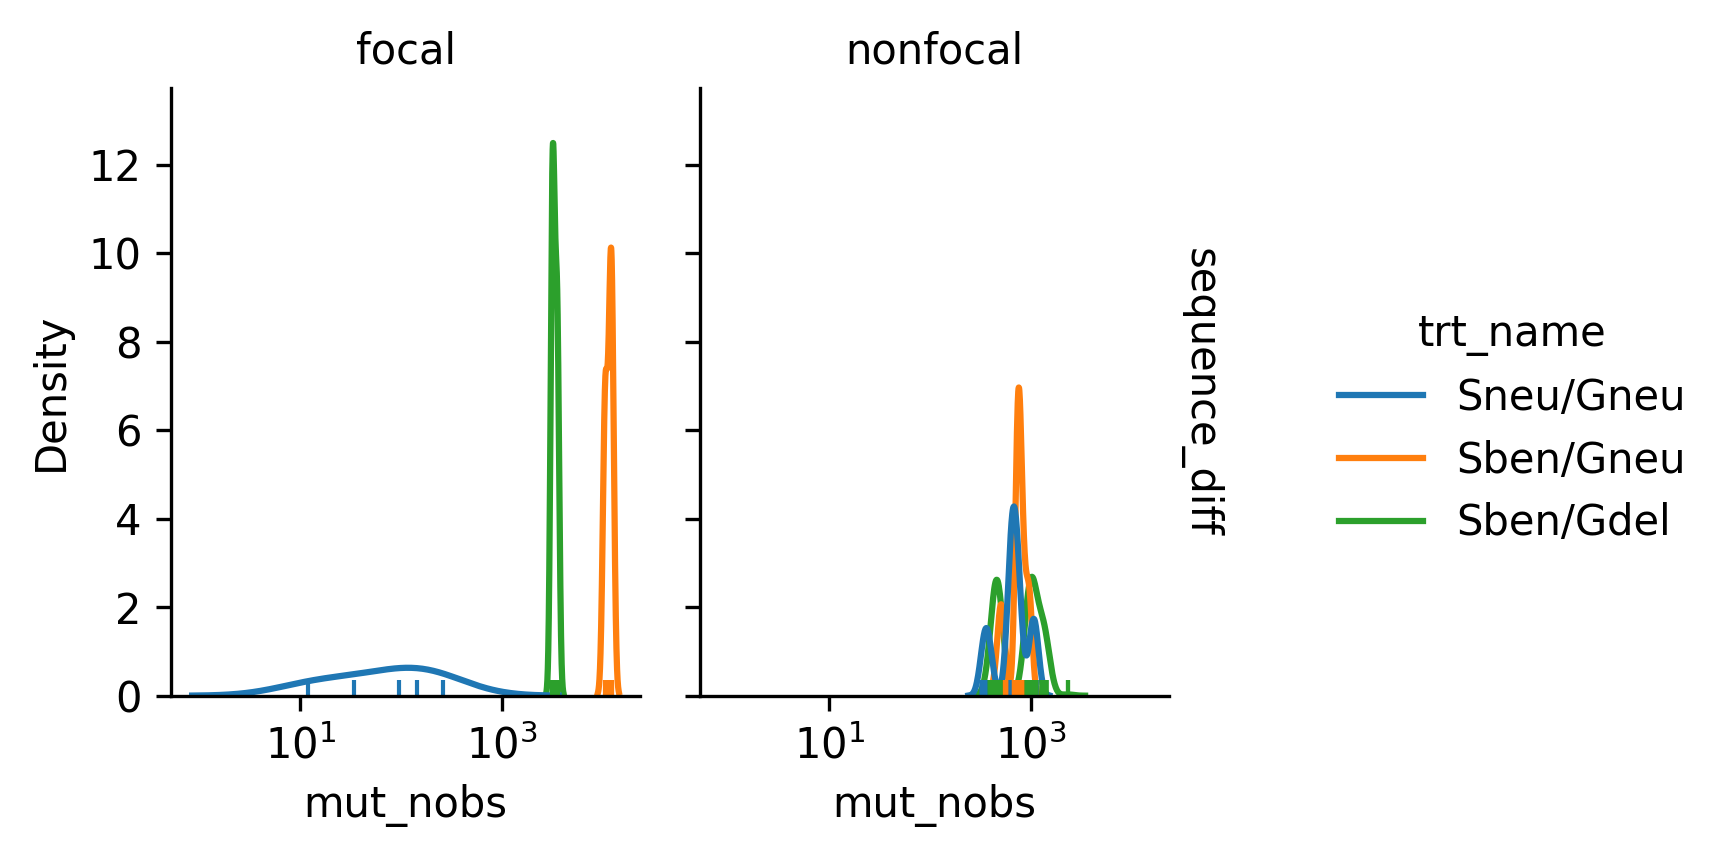 focal
nonfocal
Density
12
10
8
6
4
2
0
10¹
10³
10¹
10³
mut_nobs
mut_nobs
sequence_diff
trt_name
Sneu/Gneu
Sben/Gneu
Sben/Gdel